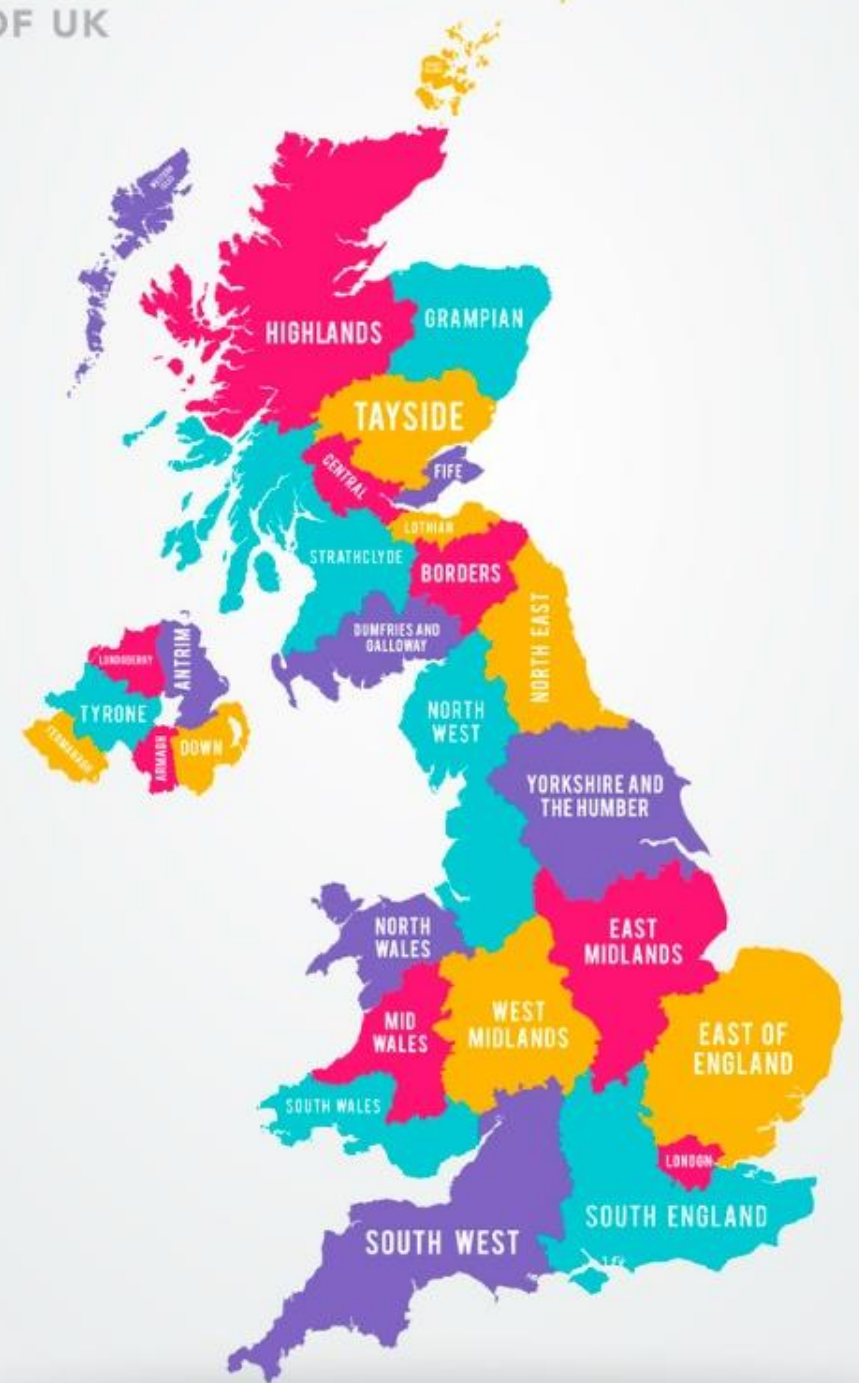 OF UK
HIGHLANDS
GRAMPIAN
TAYSIDE
CENTRAL
FIFE
LOTHIAN
STRATHCLYDE
BORDERS
DUMFRIES AND
GALLOWAY
NORTH EAST
LONDODERRY
ANTRIM
TYRONE
FERMANAGH
ARMAGH
DOWN
NORTH
WEST
YORKSHIRE AND
THE HUMBER
EAST
MIDLANDS
NORTH
WALES
MID
WALES
WEST
MIDLANDS
EAST OF
ENGLAND
SOUTH WALES
LONDON
SOUTH ENGLAND
SOUTH WEST